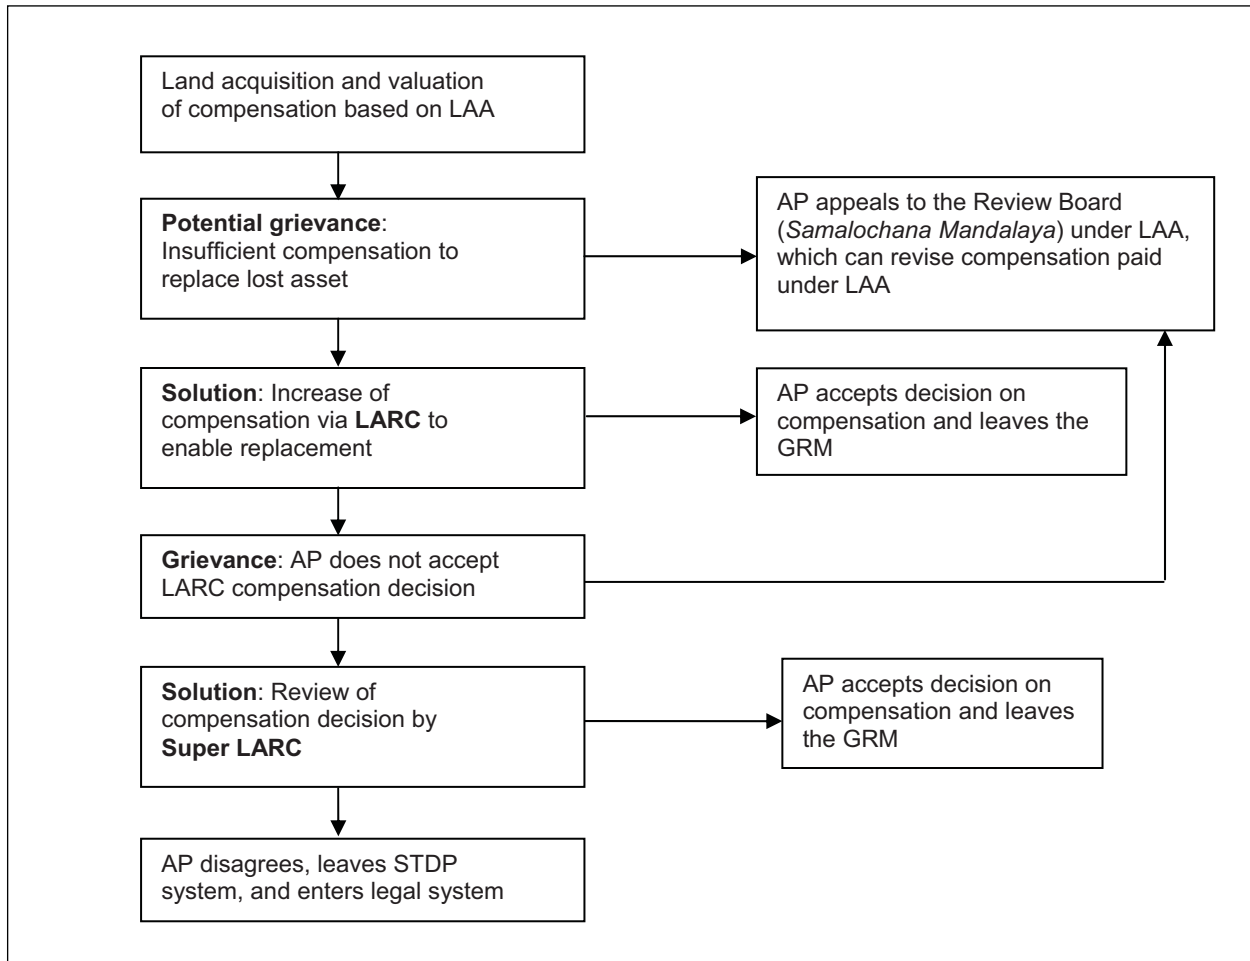 Land acquisition and valuation
of compensation based on LAA
Potential grievance:
Insufficient compensation to
replace lost asset
AP appeals to the Review Board
(Samalochana Mandalaya) under LAA,
which can revise compensation paid
under LAA
Solution: Increase of
compensation via LARC to
enable replacement
AP accepts decision on
compensation and leaves the
GRM
Grievance: AP does not accept
LARC compensation decision
Solution: Review of
compensation decision by
Super LARC
AP accepts decision on
compensation and leaves
the GRM
AP disagrees, leaves STDP
system, and enters legal system